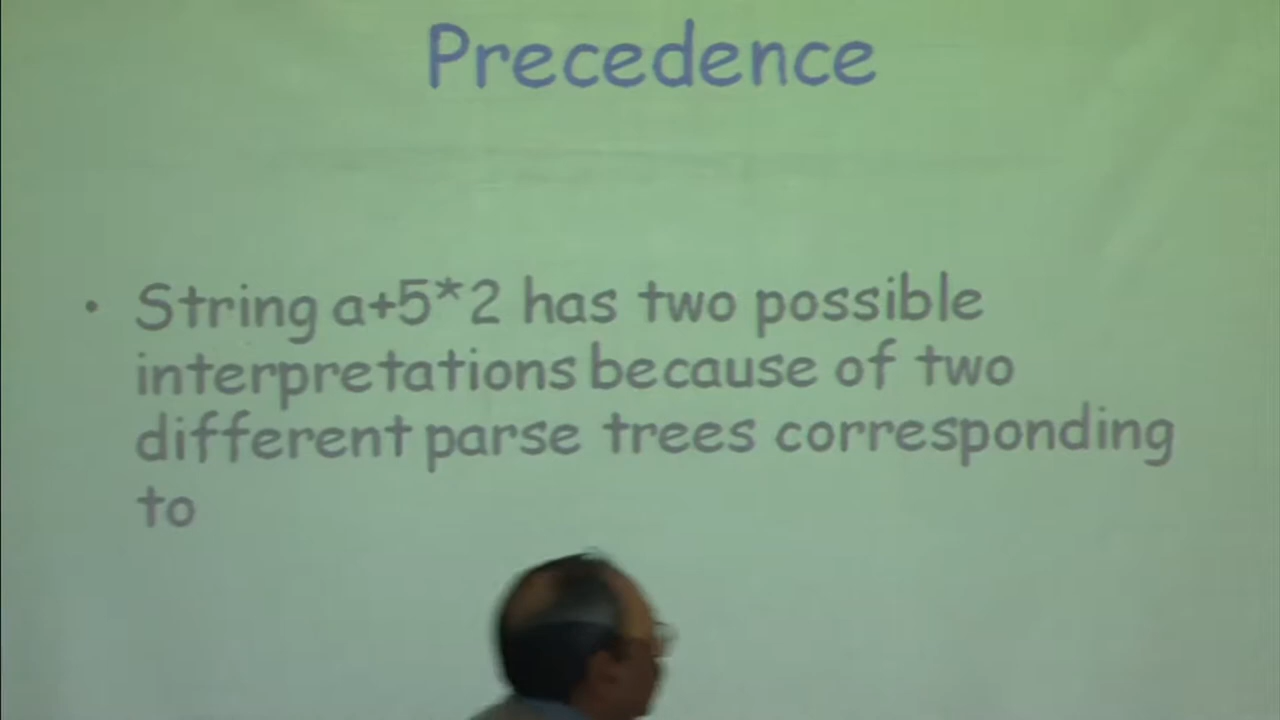 Precedence
• String a+5*2 has two possible
interpretations because of two
different parse trees corresponding
to